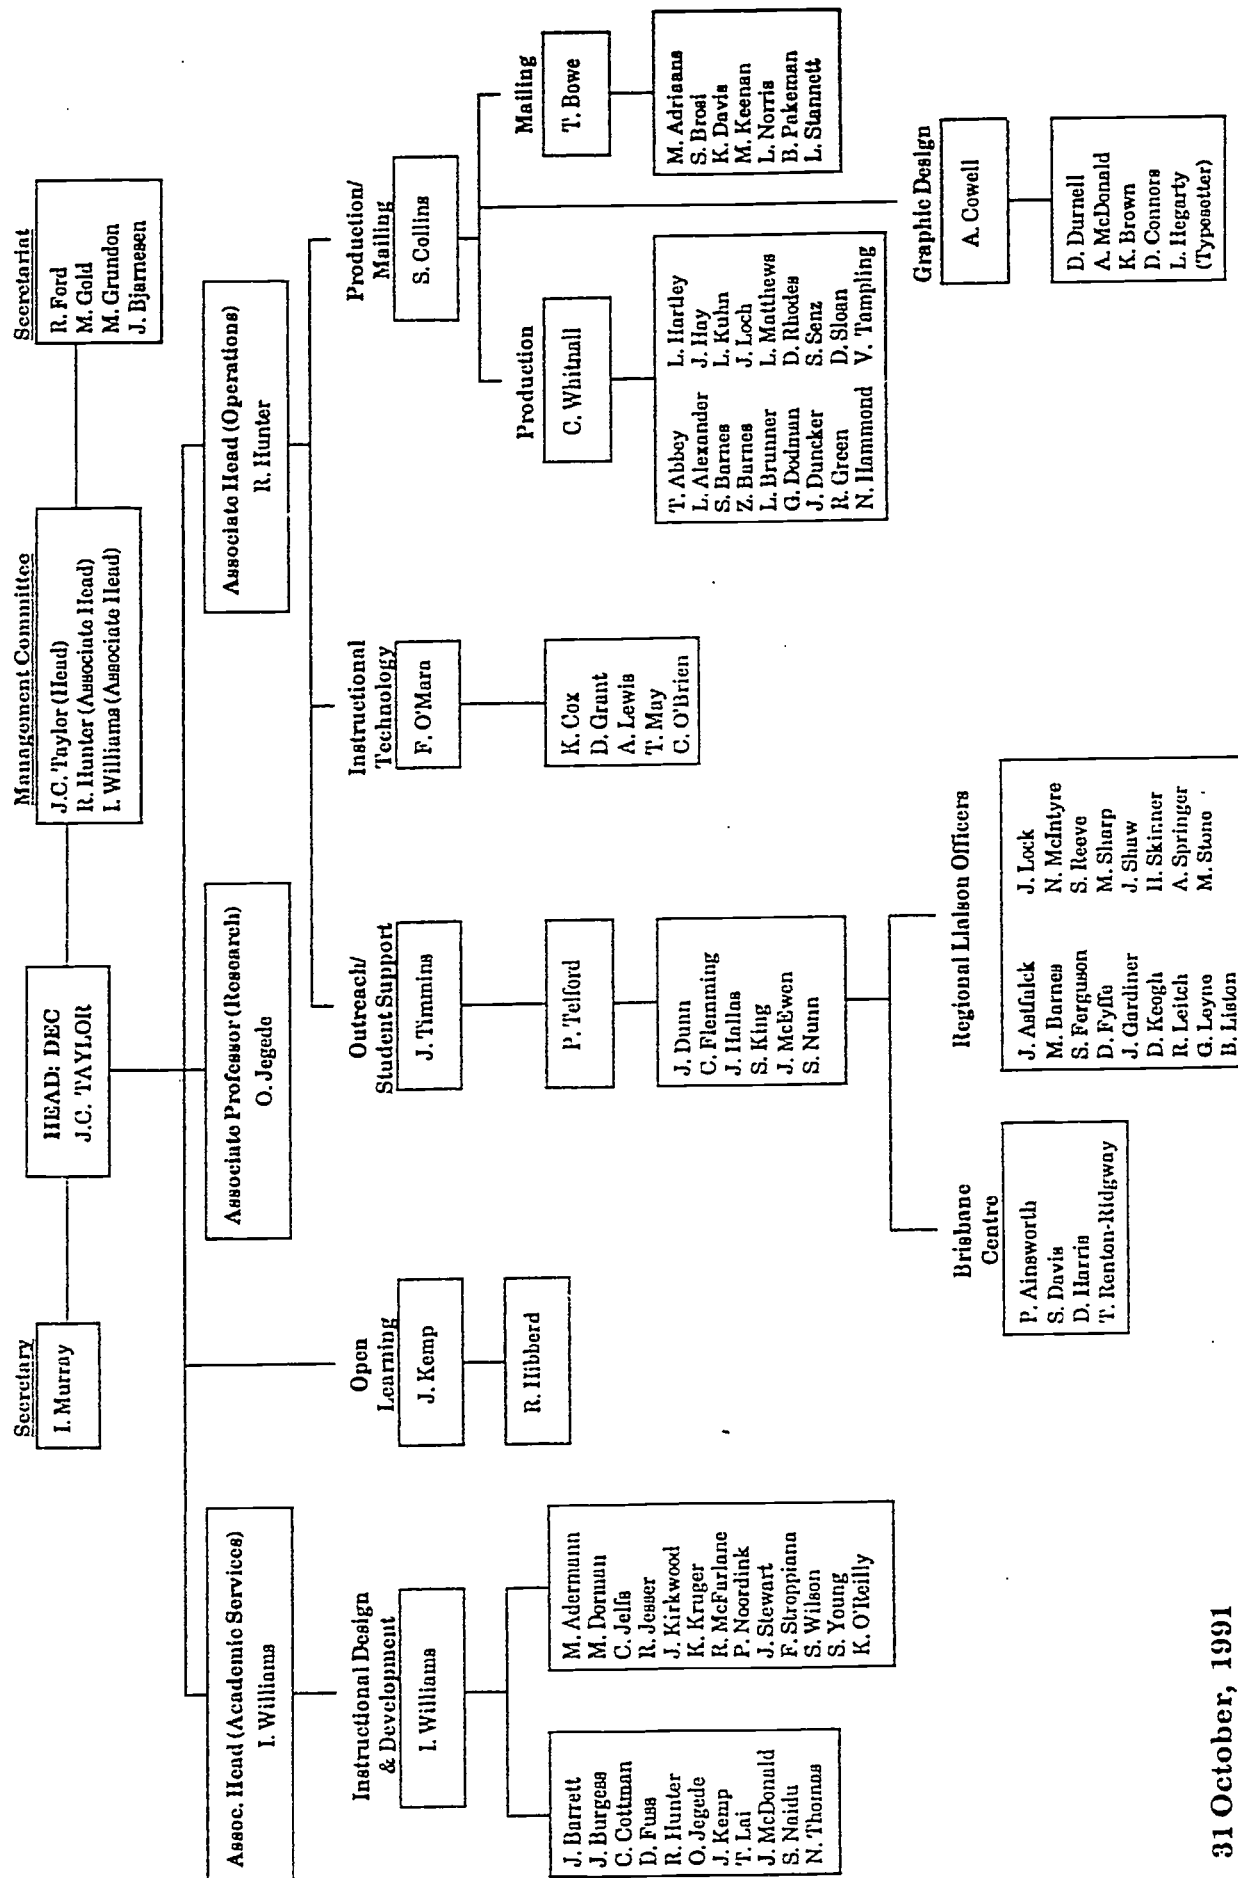 Secretary
I. Murray
HEAD: DEC
J.C. TAYLOR
Management Committee
J.C. Taylor (Head)
R. Hunter (Associate Head)
I. Williams (Associate Head)
Secretariat
R. Ford
M. Gold
M. Grundon
J. Bjarnesen
Assoc. Head (Academic Services)
I. Williams
Associate Professor (Research)
O. Jegede
Associate Head (Operations)
R. Hunter
Instructional Design
& Development
I. Williams
J. Barrett
J. Burgess
C. Cottman
D. Fuss
R. Hunter
O. Jegede
J. Kemp
T. Lai
J. McDonald
S. Naidu
N. Thomas
M. Adermann
M. Dorman
C. Jelfs
R. Jesser
J. Kirkwood
K. Kruger
R. McFarlane
P. Noordink
J. Stewart
F. Stroppiana
S. Wilson
S. Young
K. O'Reilly
Open
Learning
J. Kemp
R. Hibberd
Outreach/
Student Support
J. Timmins
P. Telford
J. Dunn
C. Flemming
J. Hallas
S. King
J. McEwen
S. Nunn
Brisbane
Centre
P. Ainsworth
S. Davis
D. Harris
T. Renton-Ridgway
Regional Liaison Officers
J. Astfalck
M. Barnes
S. Ferguson
D. Fyffe
J. Gardiner
D. Keogh
R. Leitch
G. Leyne
B. Liston
J. Lock
N. McIntyre
S. Reeve
M. Sharp
J. Shaw
H. Skinner
A. Springer
M. Stone
Instructional
Technology
F. O'Mara
K. Cox
D. Grant
A. Lewis
T. May
C. O'Brien
Production/
Mailing
S. Collins
Production
C. Whitnall
T. Abbey
L. Alexander
S. Barnes
Z. Barnes
L. Brunner
G. Dodman
J. Duncker
R. Green
N. Hammond
L. Hartley
J. Hay
L. Kuhn
J. Loch
L. Matthews
D. Rhodes
S. Senz
D. Sloan
V. Tampling
Mailing
T. Bowe
M. Adriaans
S. Brosi
K. Davis
M. Keenan
L. Norris
B. Pakeman
L. Stannett
Graphic Design
A. Cowell
D. Durnell
A. McDonald
K. Brown
D. Connors
L. Hegarty
(Typesetter)
31 October, 1991